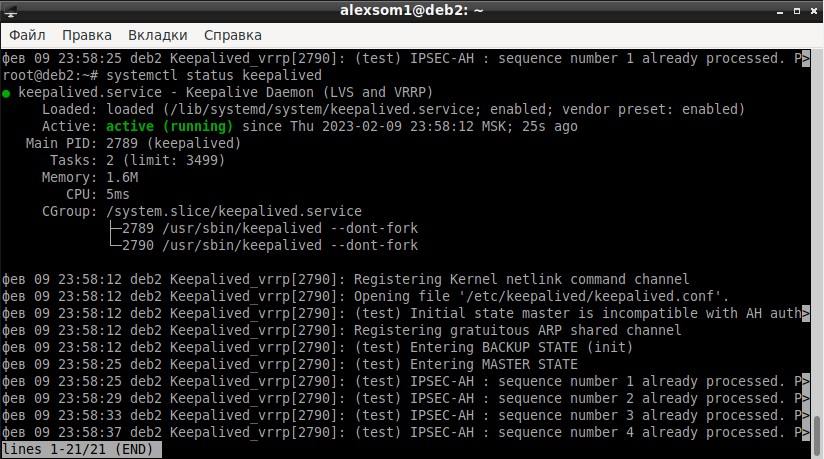 alexsom1@deb2: ~
Файл Правка Вкладки Справка
фев 09 23:58:25 deb2 Keepalived_vrrp[2790]: (test) IPSEC-AH : sequence number 1 already processed. P>
root@deb2:~# systemctl status keepalived
● keepalived.service - Keepalive Daemon (LVS and VRRP)
Loaded: loaded (/lib/systemd/system/keepalived.service; enabled; vendor preset: enabled)
Active: active (running) since Thu 2023-02-09 23:58:12 MSK; 25s ago
Main PID: 2789 (keepalived)
Tasks: 2 (limit: 3499)
Memory: 1.6M
CPU: 5ms
CGroup: /system.slice/keepalived.service
├─2789 /usr/sbin/keepalived --dont-fork
└─2790 /usr/sbin/keepalived --dont-fork
фев 09 23:58:12 deb2 Keepalived_vrrp[2790]: Registering Kernel netlink command channel
фев 09 23:58:12 deb2 Keepalived_vrrp[2790]: Opening file '/etc/keepalived/keepalived.conf'.
фев 09 23:58:12 deb2 Keepalived_vrrp[2790]: (test) Initial state master is incompatible with AH auth>
фев 09 23:58:12 deb2 Keepalived_vrrp[2790]: Registering gratuitous ARP shared channel
фев 09 23:58:12 deb2 Keepalived_vrrp[2790]: (test) Entering BACKUP STATE (init)
фев 09 23:58:25 deb2 Keepalived_vrrp[2790]: (test) Entering MASTER STATE
фев 09 23:58:25 deb2 Keepalived_vrrp[2790]: (test) IPSEC-AH : sequence number 1 already processed. P>
фев 09 23:58:29 deb2 Keepalived_vrrp[2790]: (test) IPSEC-AH : sequence number 2 already processed. P>
фев 09 23:58:33 deb2 Keepalived_vrrp[2790]: (test) IPSEC-AH : sequence number 3 already processed. P>
фев 09 23:58:37 deb2 Keepalived_vrrp[2790]: (test) IPSEC-AH : sequence number 4 already processed. P>
lines 1-21/21 (END)